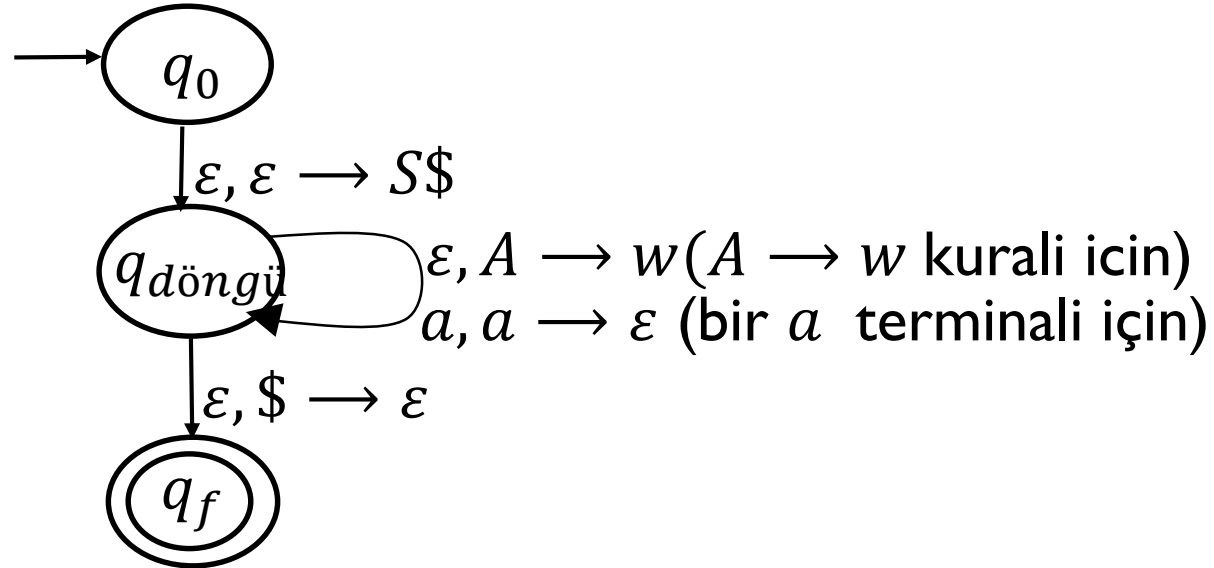 q₀
ε, ε ⟶ S$
q_döngü
ε, A ⟶ w(A ⟶ w kurali icin)
a, a ⟶ ε (bir a terminali için)
ε, $ ⟶ ε
q_f